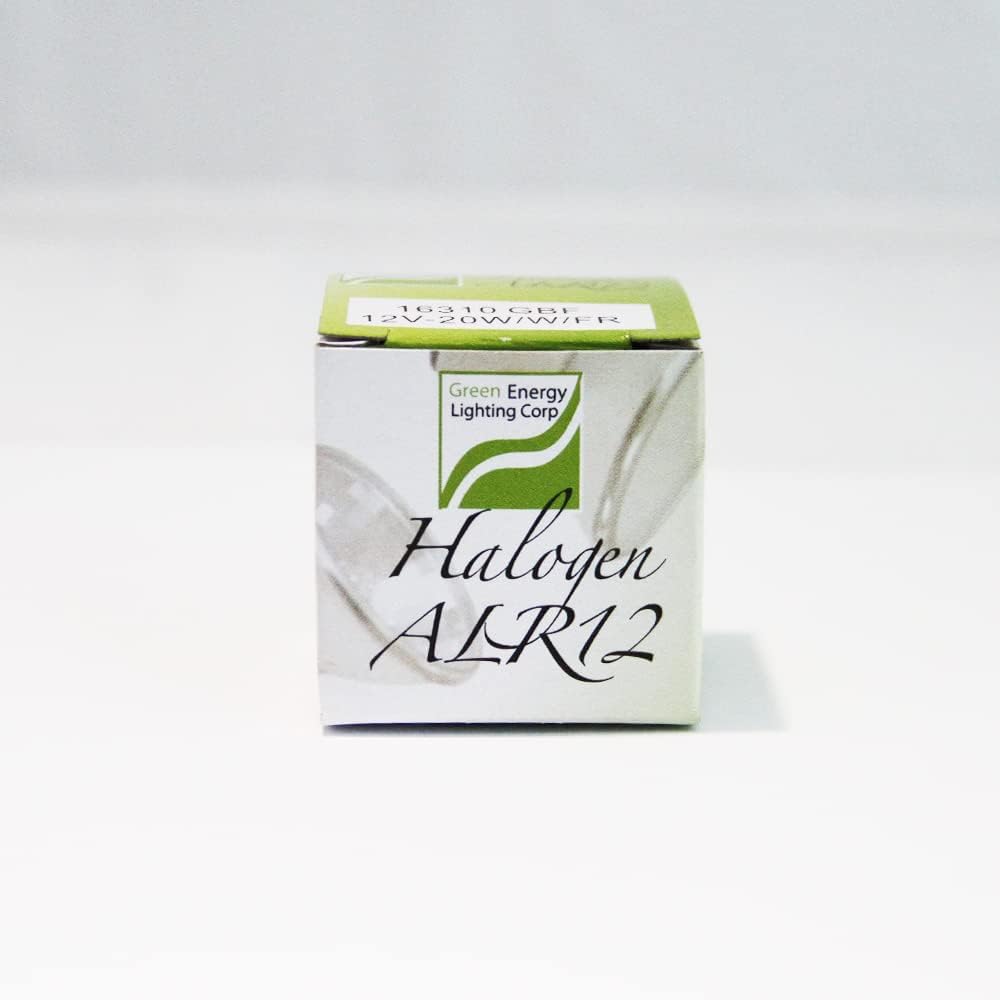 16310 GBF
12V-20W/W/FR
Green Energy
Lighting Corp
Halogen
ALR12